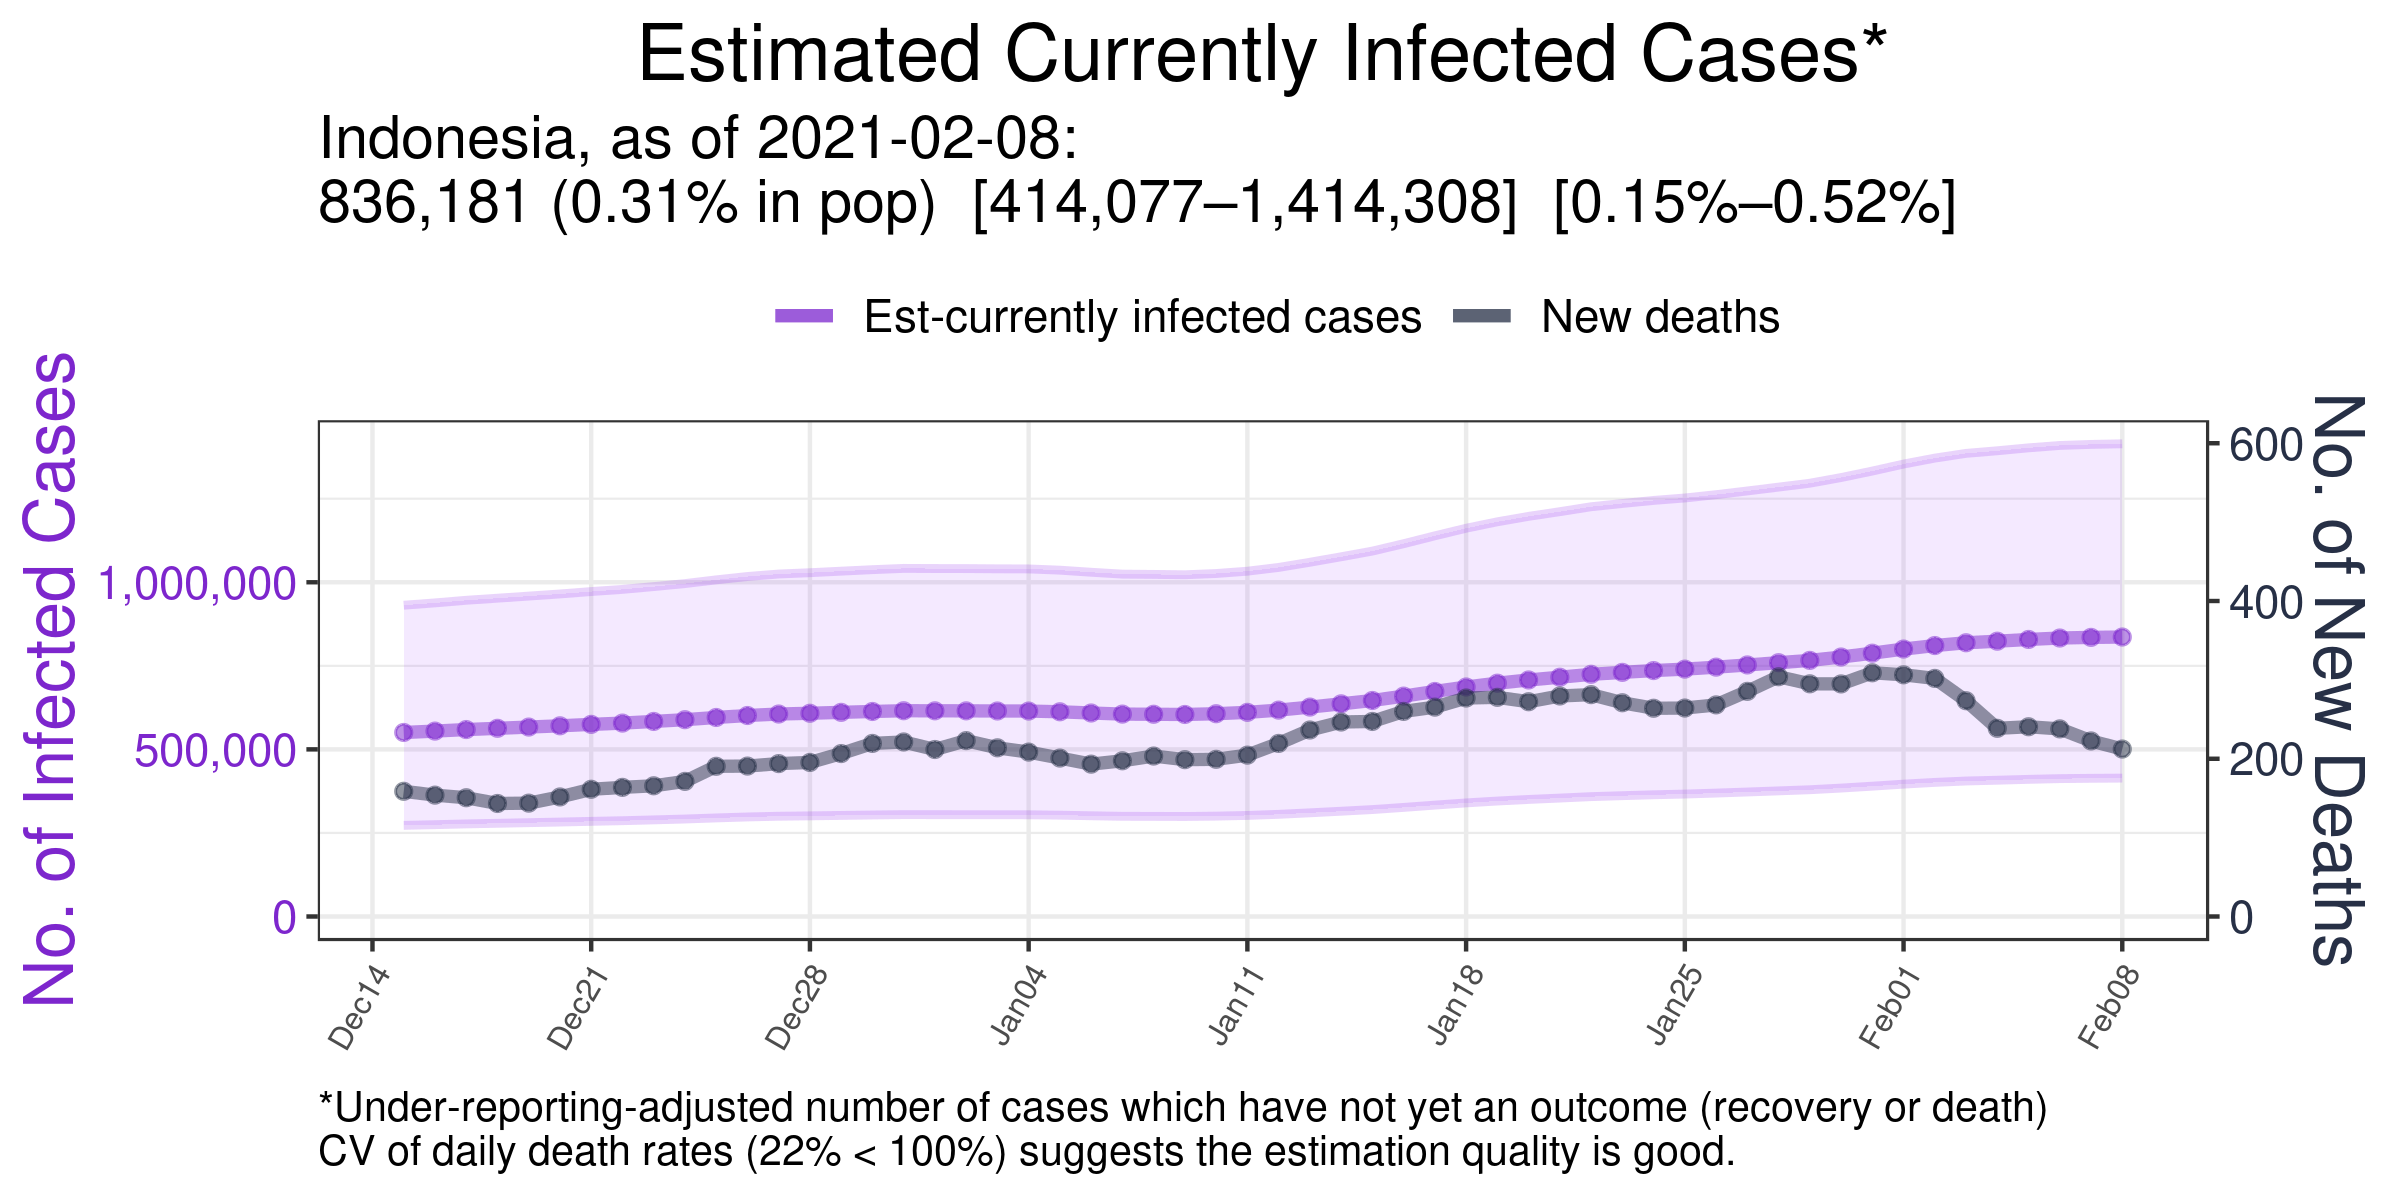 Estimated Currently Infected Cases*
Indonesia, as of 2021-02-08:
836,181 (0.31% in pop) [414,077–1,414,308] [0.15%–0.52%]
Est-currently infected cases
New deaths
No. of Infected Cases
1,000,000
500,000
0
600
400
200
0
No. of New Deaths
Dec14
Dec21
Dec28
Jan04
Jan11
Jan18
Jan25
Feb01
Feb08
*Under-reporting-adjusted number of cases which have not yet an outcome (recovery or death)
CV of daily death rates (22% < 100%) suggests the estimation quality is good.